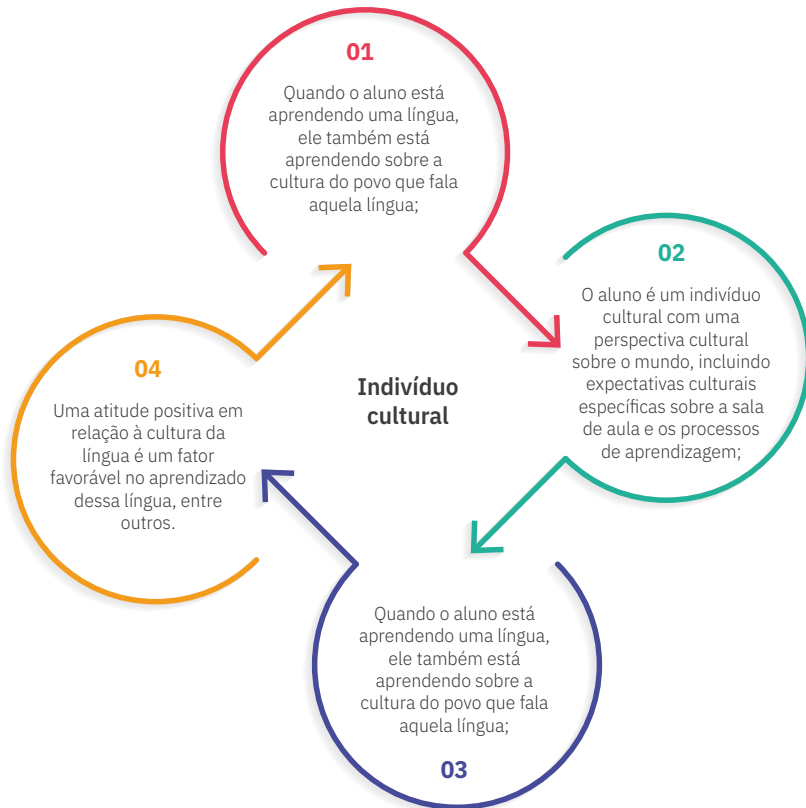 01
Quando o aluno está
aprendendo uma língua,
ele também está
aprendendo sobre a
cultura do povo que fala
aquela língua;
02
O aluno é um indivíduo
cultural com uma
perspectiva cultural
sobre o mundo, incluindo
expectativas culturais
específicas sobre a sala
de aula e os processos
de aprendizagem;
Indivíduo
cultural
04
Uma atitude positiva em
relação à cultura da
língua é um fator
favorável no aprendizado
dessa língua, entre
outros.
Quando o aluno está
aprendendo uma língua,
ele também está
aprendendo sobre a
cultura do povo que fala
aquela língua;
03